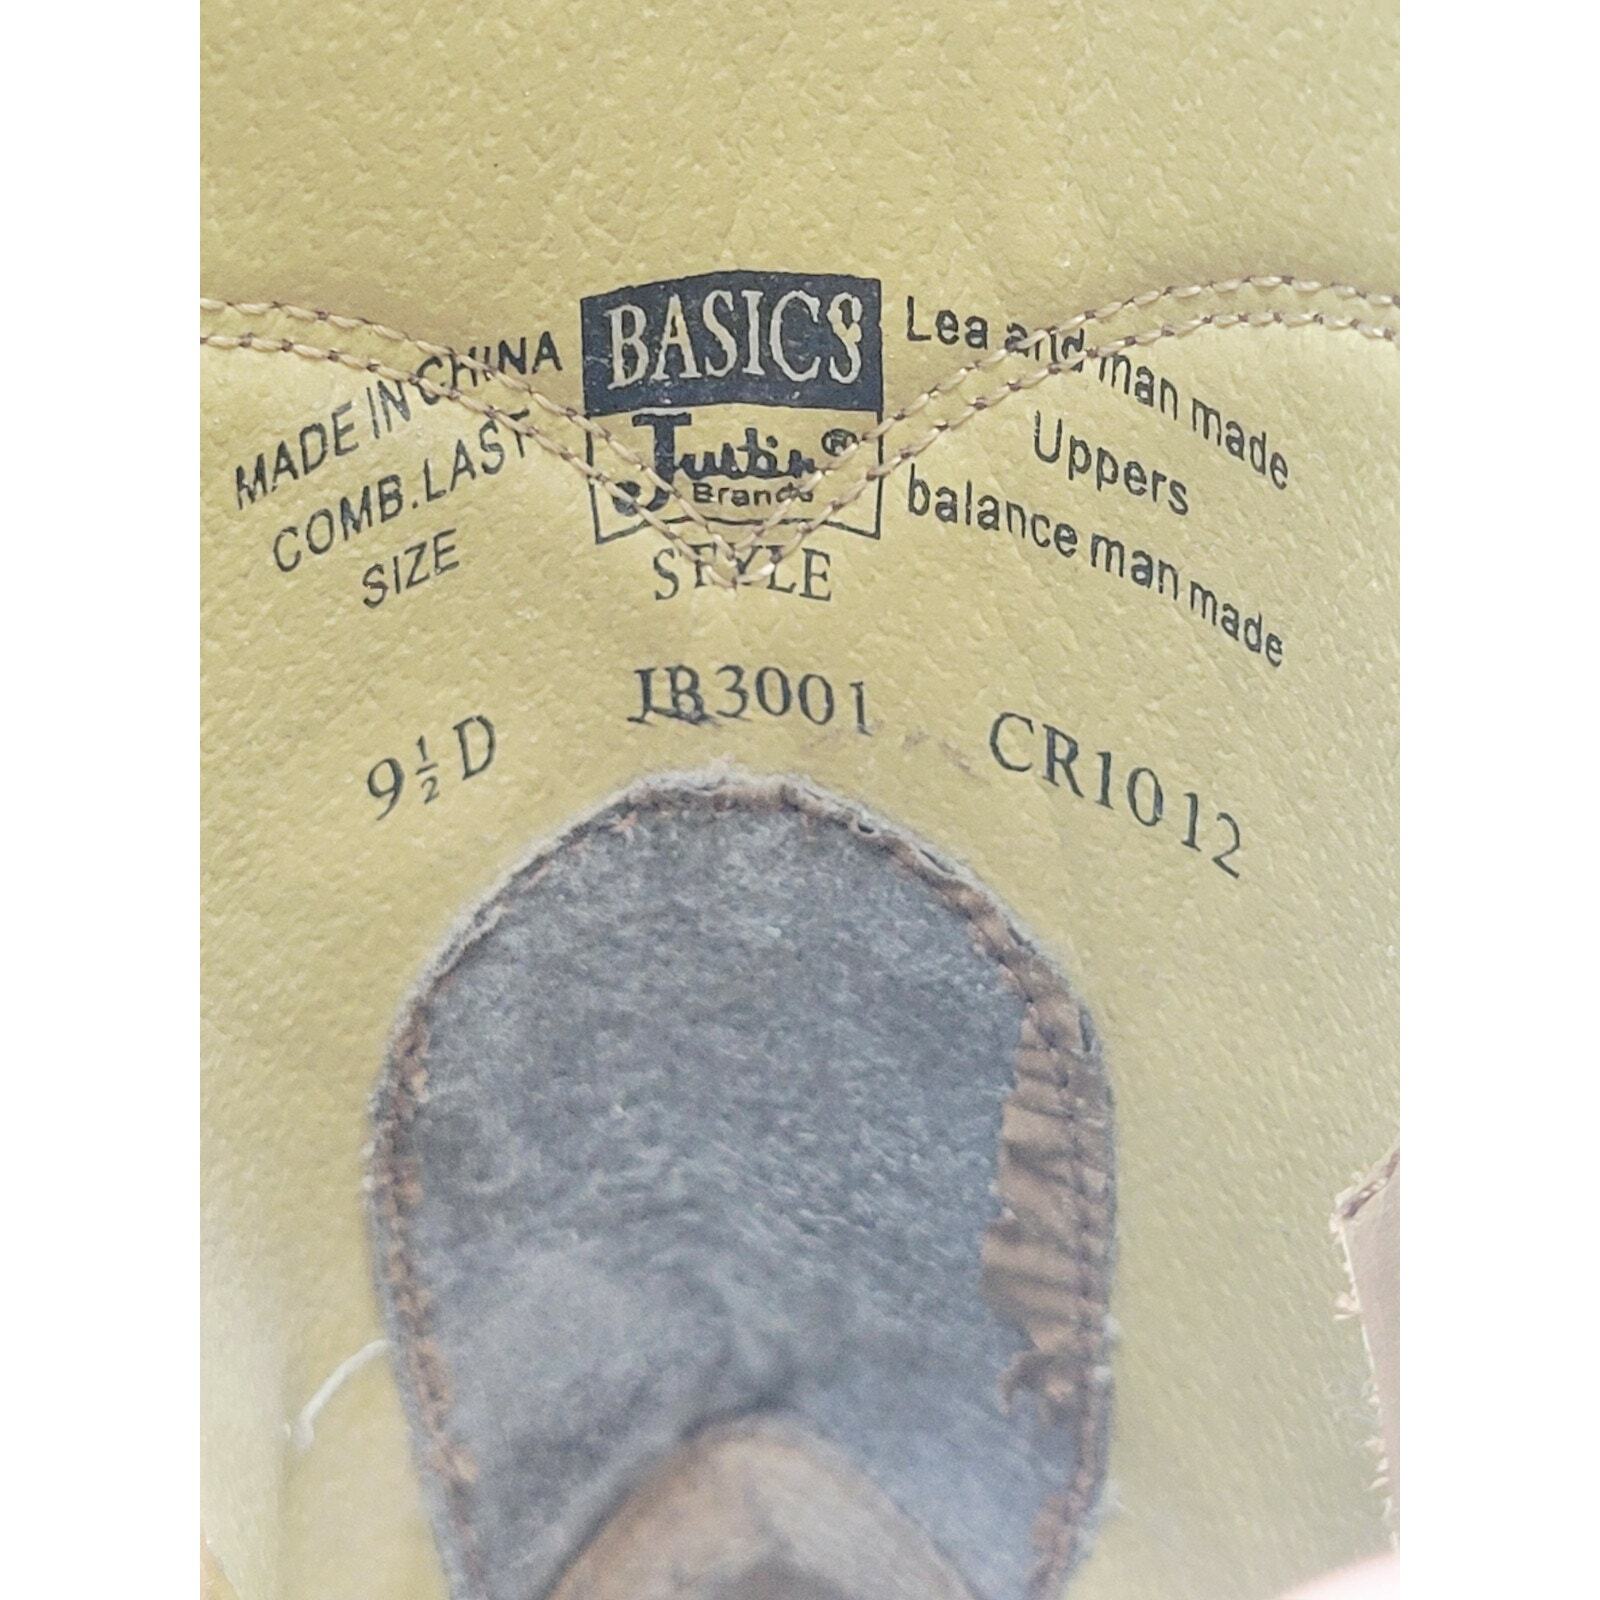 MADE IN CHINA
COMB.LAST
SIZE
9½ D
BASICS
Justin®
Brands
STYLE
JB3001
Lea and man made
Uppers
balance man made
CR1012